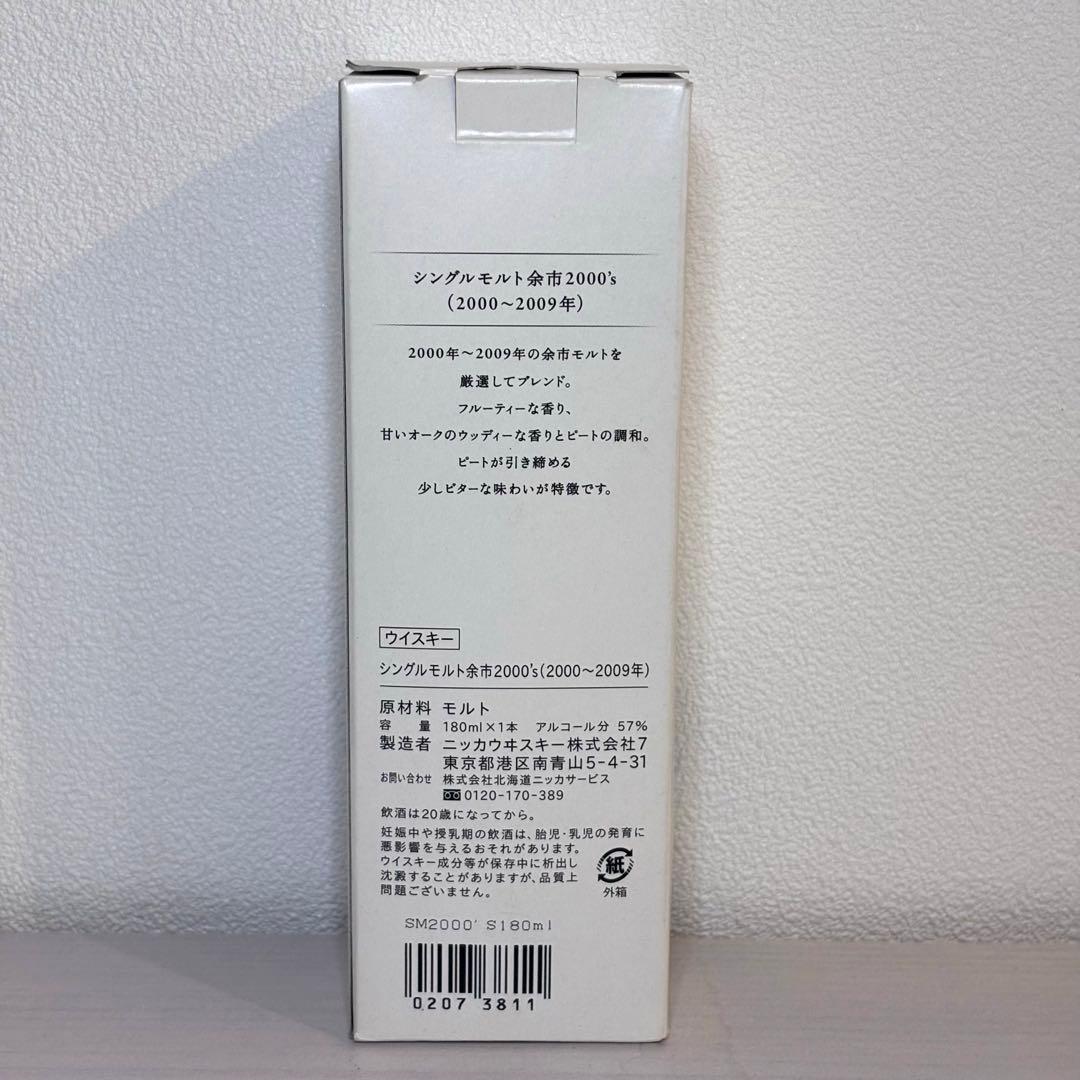 シングルモルト余市2000's
(2000〜2009年)
2000年〜2009年の余市モルトを
厳選してブレンド。
フルーティーな香り、
甘いオークのウッディーな香りとピートの調和。
ピートが引き締める
少しビターな味わいが特徴です。
ウイスキー
シングルモルト余市2000's(2000〜2009年)
原材料 モルト
容量 180ml×1本 アルコール分 57%
製造者 ニッカウヰスキー株式会社7
東京都港区南青山5-4-31
お問い合わせ 株式会社北海道ニッカサービス
0120-170-389
飲酒は20歳になってから。
妊娠中や授乳期の飲酒は、胎児・乳児の発育に
悪影響を与えるおそれがあります。
ウイスキー成分等が保存中に析出し
沈澱することがありますが、品質上
問題ございません。
紙
外箱
SM2000' S180ml
0207 3811